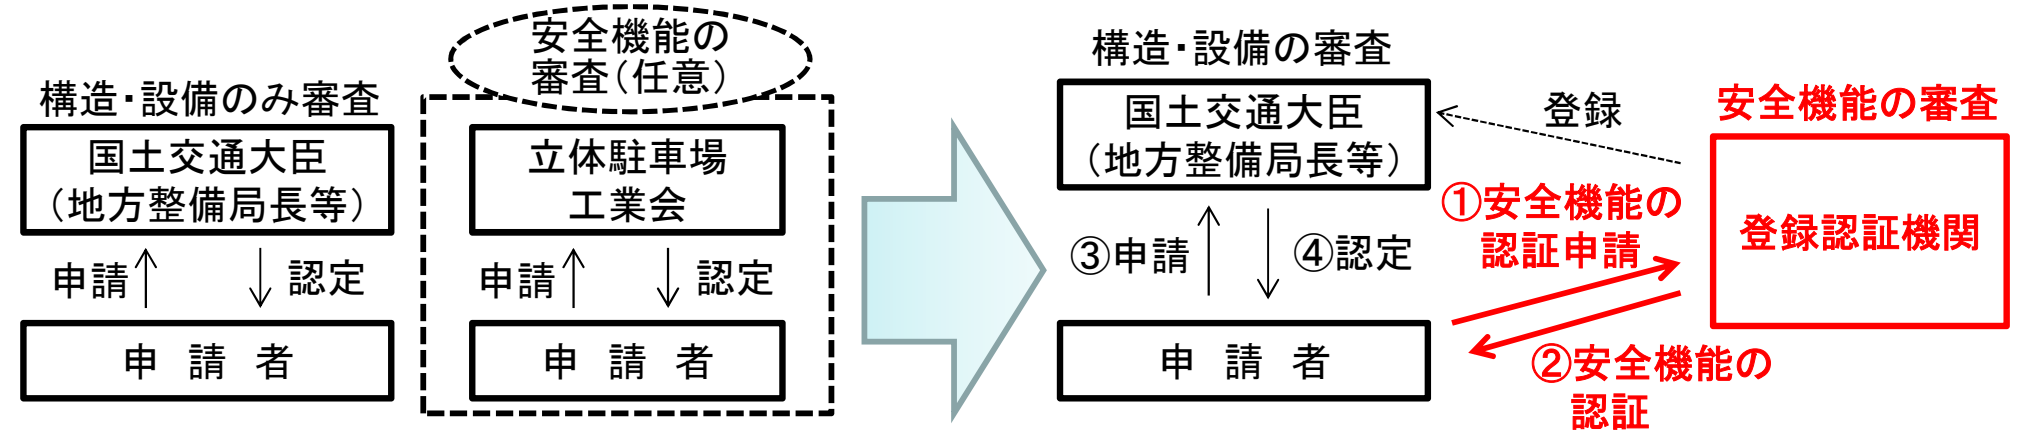 構造・設備のみ審査
国土交通大臣
（地方整備局長等）
申請
認定
申　請　者
安全機能の
審査（任意）
立体駐車場
工業会
申請
認定
申　請　者
構造・設備の審査
国土交通大臣
（地方整備局長等）
③申請
④認定
申　請　者
登録
①安全機能の
認証申請
②安全機能の
認証
安全機能の審査
登録認証機関